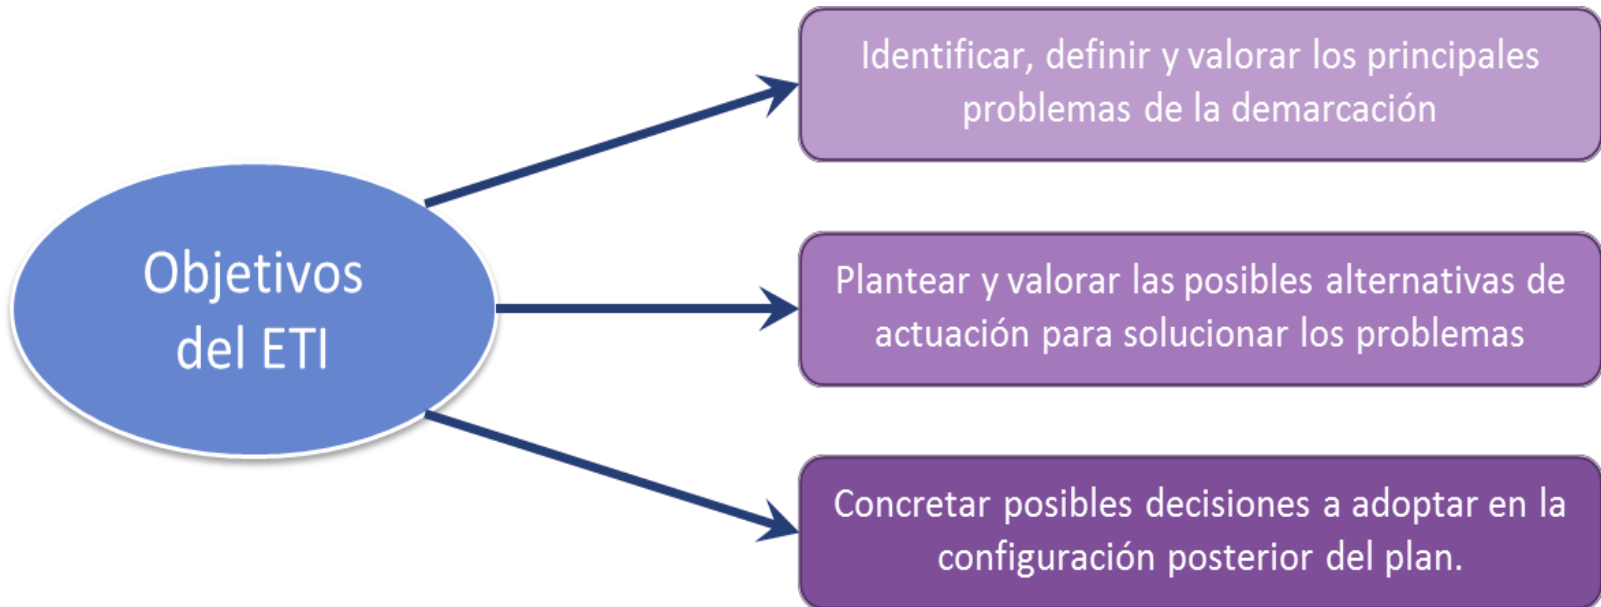 Objetivos
del ETI
Identificar, definir y valorar los principales
problemas de la demarcación
Plantear y valorar las posibles alternativas de
actuación para solucionar los problemas
Concretar posibles decisiones a adoptar en la
configuración posterior del plan.